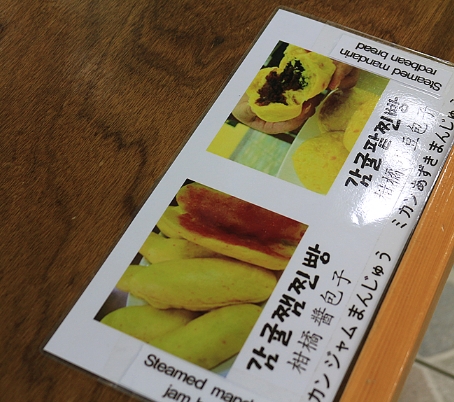 Steamed mandarin
redbean bread
감귤팥찐빵
柑橘 豆包子
ミカンあずきまんじゅう
감귤잼찐빵
柑橘 醬包子
カンジャムまんじゅう
Steamed
jam